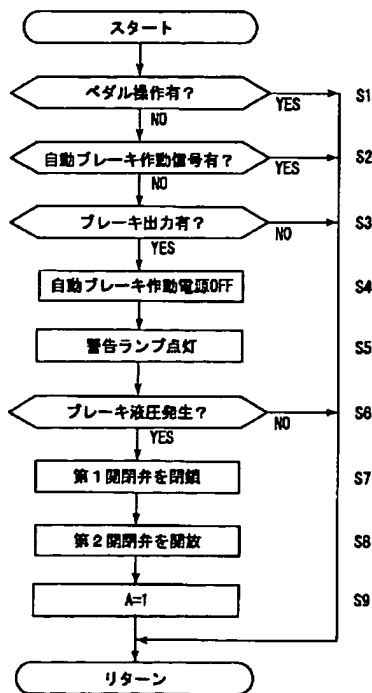 スタート
ペダル操作有？ YES S1
NO
自動ブレーキ作動信号有？ YES S2
NO
ブレーキ出力有？ NO S3
YES
自動ブレーキ作動電源OFF S4
警告ランプ点灯 S5
ブレーキ液圧発生？ NO S6
YES
第1開閉弁を閉鎖 S7
第2開閉弁を開放 S8
A=1 S9
リターン